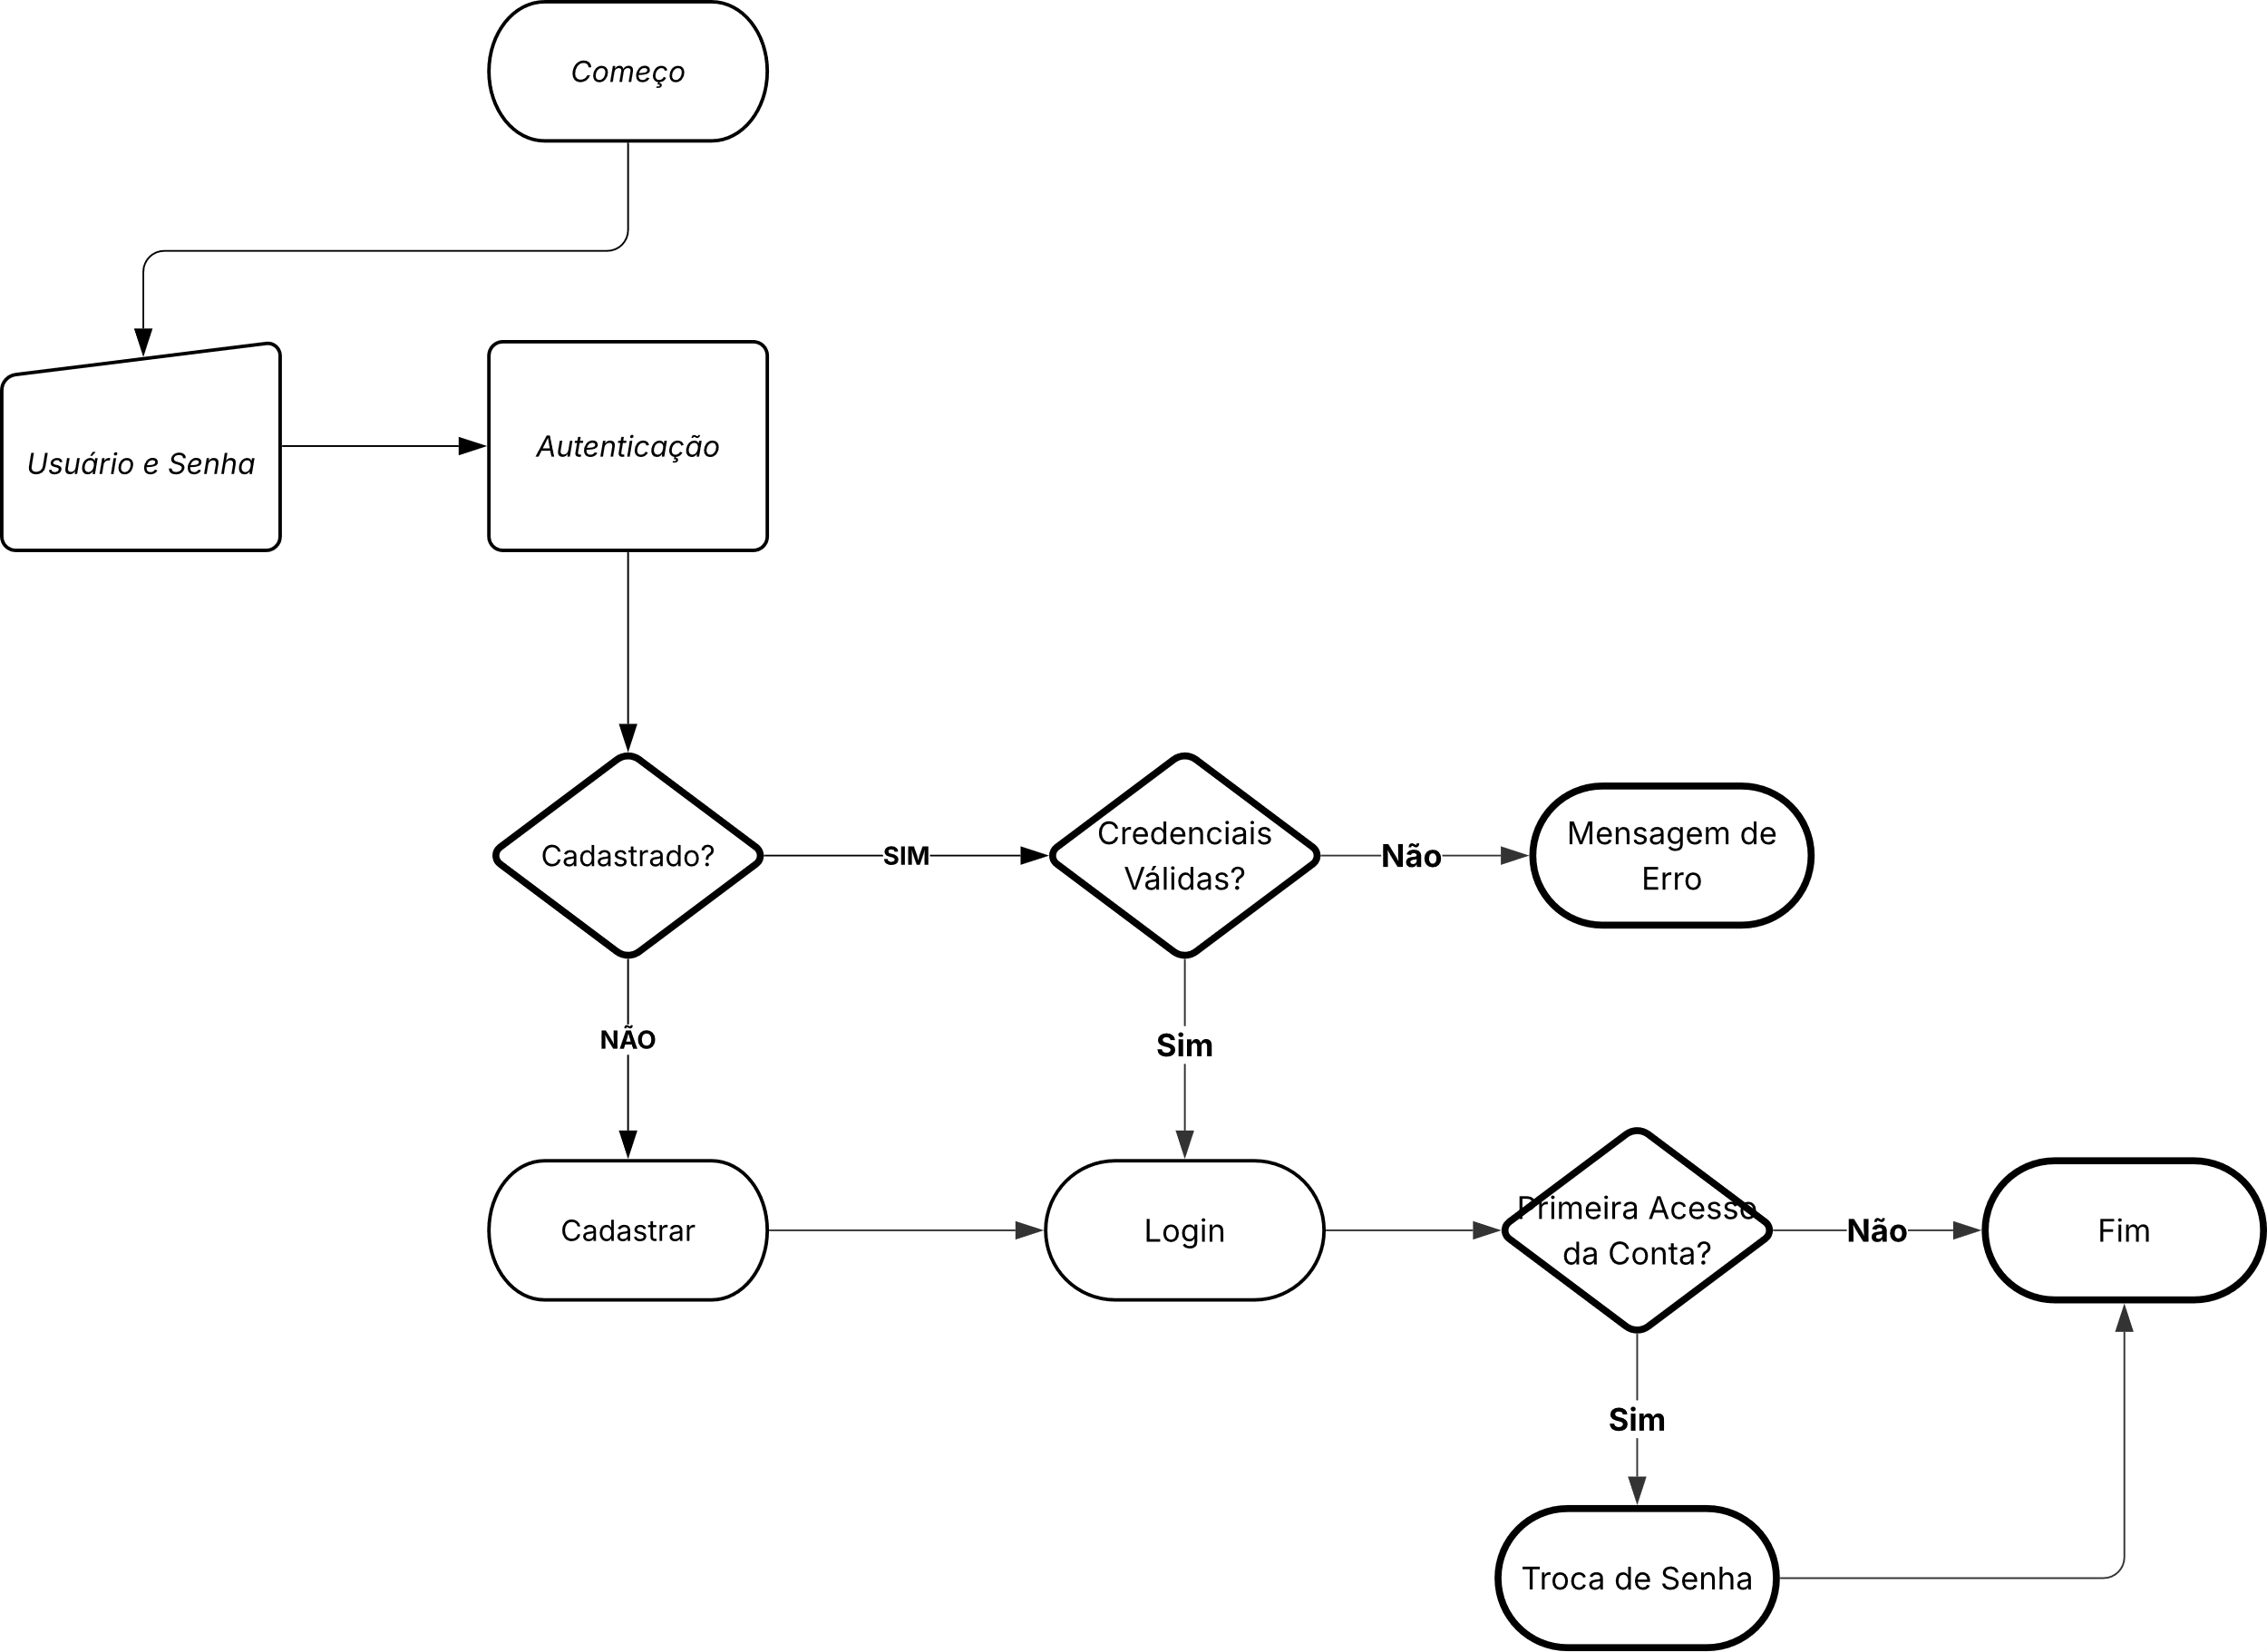 Começo
Usuário e Senha
Autenticação
Cadastrado?
SIM
Credenciais
Válidas?
Não
Mensagem de
Erro
NÃO
Sim
Cadastrar
Login
Primeira Acesso
da Conta?
Não
Fim
Sim
Troca de Senha